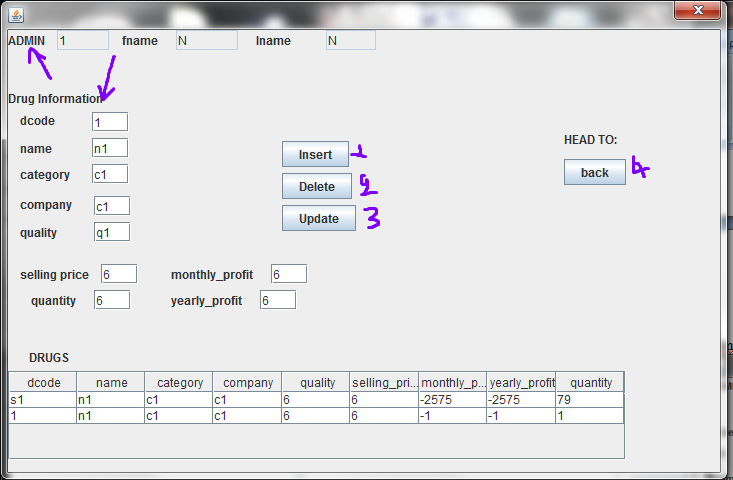 ADMIN 1 fname N lname N
Drug Information
dcode 1
name n1
category c1
company c1
quality q1
Insert 1
Delete 2
Update 3
HEAD TO:
back 4
selling price 6 monthly_profit 6
quantity 6 yearly_profit 6
DRUGS
dcode name category company quality selling_pri... monthly_p... yearly_profit quantity
s1 n1 c1 c1 6 6 -2575 -2575 79
1 n1 c1 c1 6 6 -1 -1 1